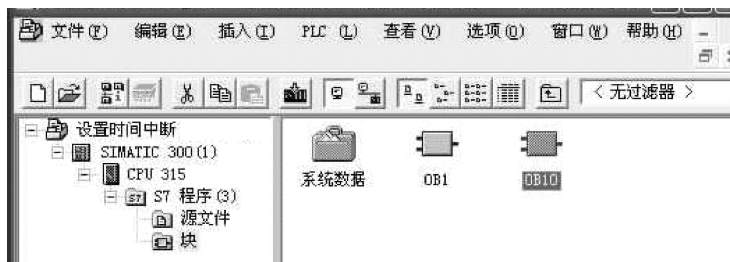 文件(F) 编辑(E) 插入(I) PLC (L) 查看(V) 选项(O) 窗口(W) 帮助(H)
< 无过滤器 >
设置时间中断
SIMATIC 300(1)
CPU 315
S7 程序(3)
源文件
块
系统数据 OB1 OB10